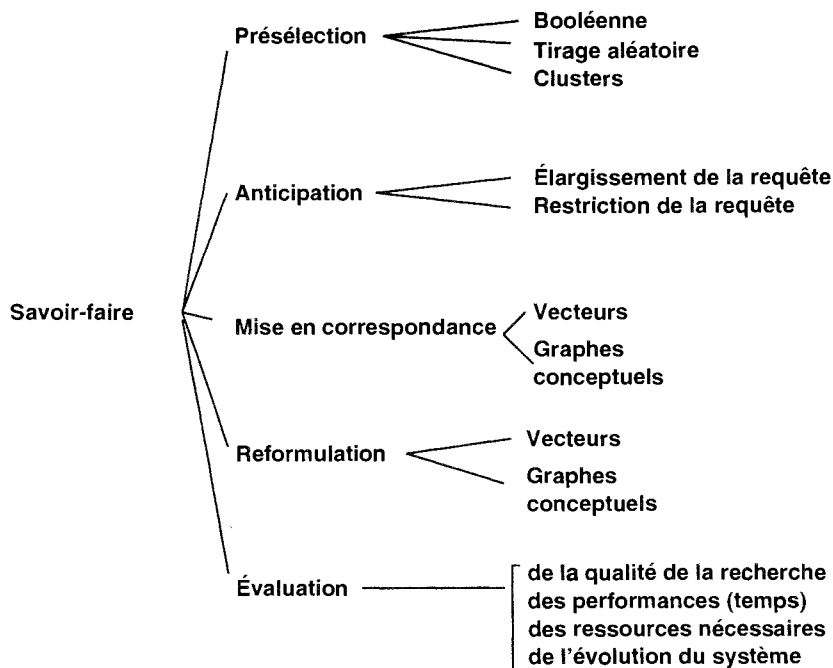 Présélection
Booléenne
Tirage aléatoire
Clusters
Anticipation
Élargissement de la requête
Restriction de la requête
Savoir-faire
Mise en correspondance
Vecteurs
Graphes
conceptuels
Reformulation
Vecteurs
Graphes
conceptuels
Évaluation
de la qualité de la recherche
des performances (temps)
des ressources nécessaires
de l'évolution du système